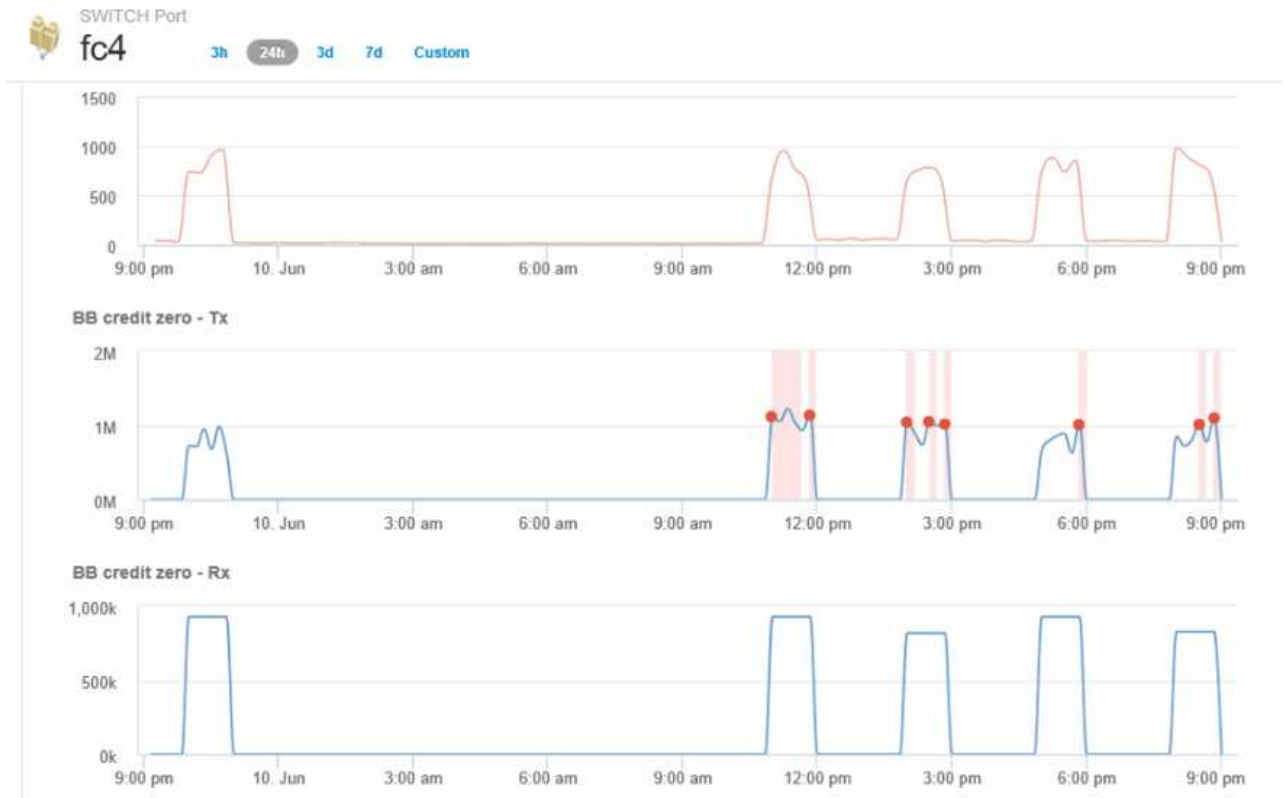 SWITCH Port
fc4
3h 24h 3d 7d Custom
1500
1000
500
0
9:00 pm 10. Jun 3:00 am 6:00 am 9:00 am 12:00 pm 3:00 pm 6:00 pm 9:00 pm
BB credit zero - Tx
2M
1M
0M
9:00 pm 10. Jun 3:00 am 6:00 am 9:00 am 12:00 pm 3:00 pm 6:00 pm 9:00 pm
BB credit zero - Rx
1,000k
500k
0k
9:00 pm 10. Jun 3:00 am 6:00 am 9:00 am 12:00 pm 3:00 pm 6:00 pm 9:00 pm